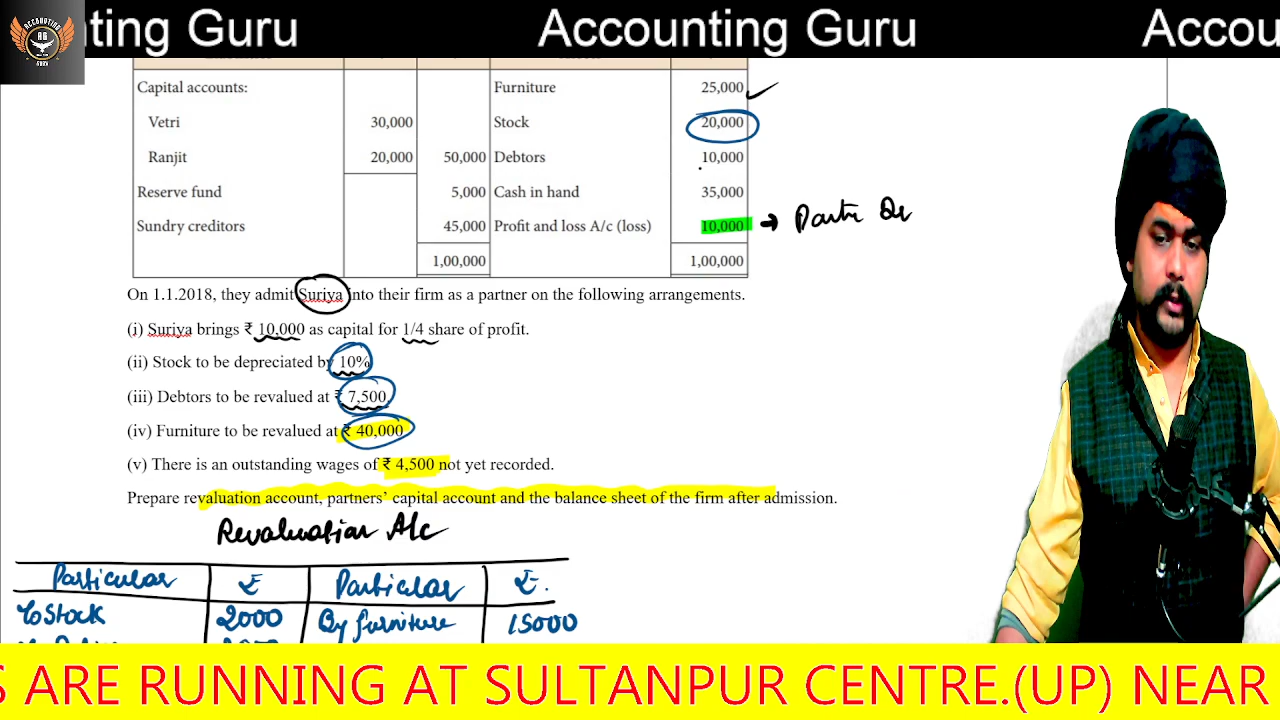 ACCOUNTING
AG
GURU
ting Guru Accounting Guru Accou
Capital accounts: Furniture 25,000
Vetri 30,000 Stock 20,000
Ranjit 20,000 50,000 Debtors 10,000
Reserve fund 5,000 Cash in hand 35,000
Sundry creditors 45,000 Profit and loss A/c (loss) 10,000 → Partn Dr
1,00,000 1,00,000
On 1.1.2018, they admit Suriya into their firm as a partner on the following arrangements.
(i) Suriya brings ₹ 10,000 as capital for 1/4 share of profit.
(ii) Stock to be depreciated by 10%
(iii) Debtors to be revalued at ₹ 7,500
(iv) Furniture to be revalued at ₹ 40,000
(v) There is an outstanding wages of ₹ 4,500 not yet recorded.
Prepare revaluation account, partners’ capital account and the balance sheet of the firm after admission.
Revaluation A/c
Particular ₹ Particular ₹.
To Stock 2000 By furniture 15000
S ARE RUNNING AT SULTANPUR CENTRE.(UP) NEAR